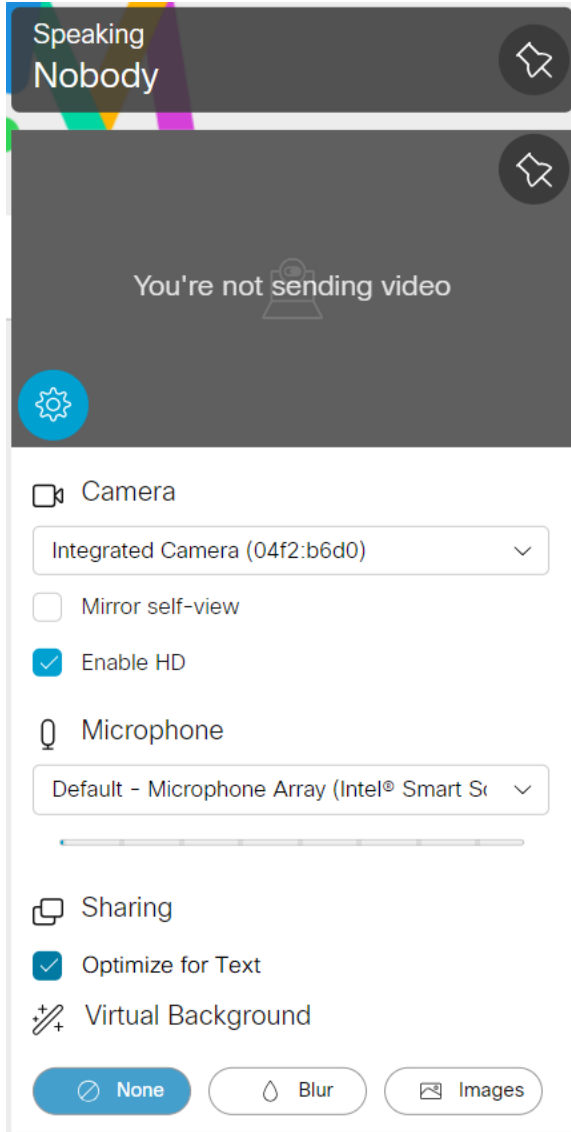 Speaking
Nobody
You're not sending video
Camera
Integrated Camera (04f2:b6d0)
Mirror self-view
Enable HD
Microphone
Default - Microphone Array (Intel® Smart So
Sharing
Optimize for Text
Virtual Background
None
Blur
Images